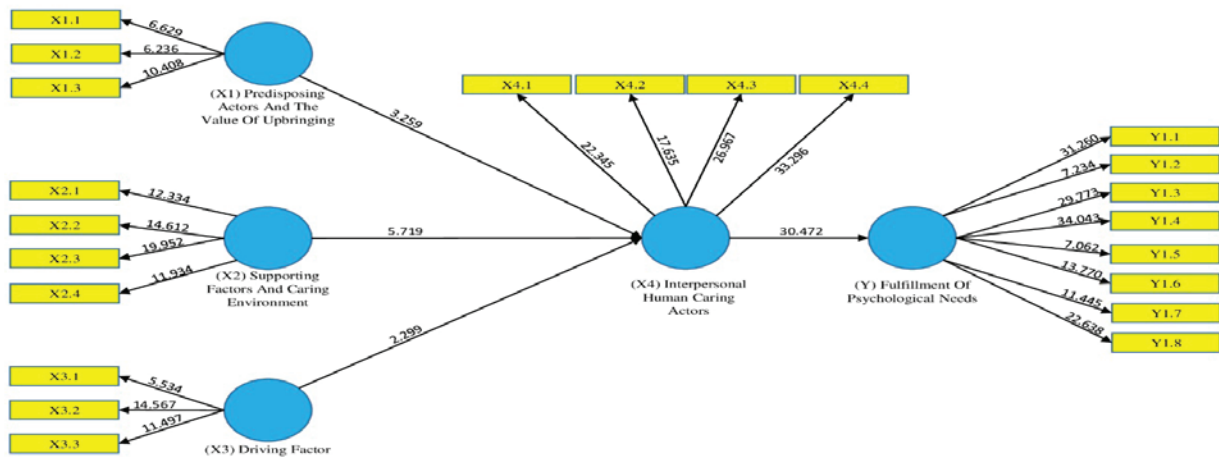 X1.1
X1.2
X1.3
6.629
6.236
10.408
(X1) Predisposing
Actors And The
Value Of Upbringing
3.259
X2.1
X2.2
X2.3
X2.4
12.334
14.612
19.952
11.934
(X2) Supporting
Factors And Caring
Environment
5.719
X3.1
X3.2
X3.3
5.534
14.567
11.497
(X3) Driving Factor
2.299
X4.1
X4.2
X4.3
X4.4
22.345
17.635
26.967
33.296
(X4) Interpersonal
Human Caring
Actors
30.472
(Y) Fulfillment Of
Psychological Needs
31.260
7.234
29.773
34.043
7.062
13.770
11.445
22.638
Y1.1
Y1.2
Y1.3
Y1.4
Y1.5
Y1.6
Y1.7
Y1.8